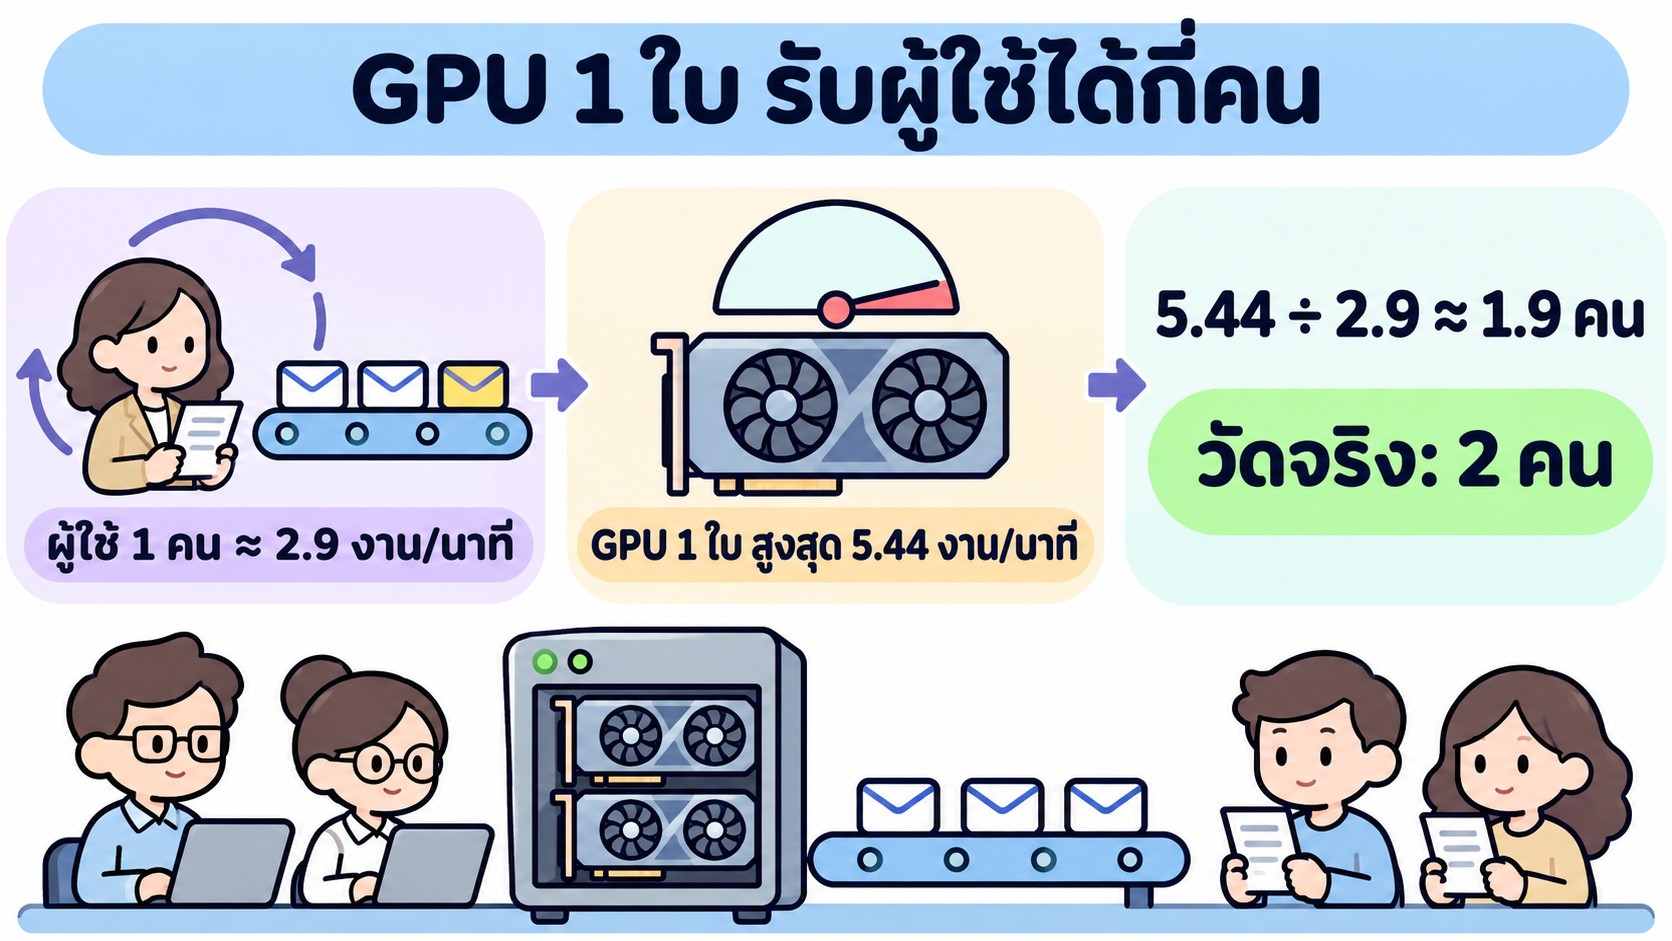 GPU 1 ใบ รับผู้ใช้ได้กี่คน
ผู้ใช้ 1 คน ≈ 2.9 งาน/นาที
GPU 1 ใบ สูงสุด 5.44 งาน/นาที
5.44 ÷ 2.9 ≈ 1.9 คน
วัดจริง: 2 คน